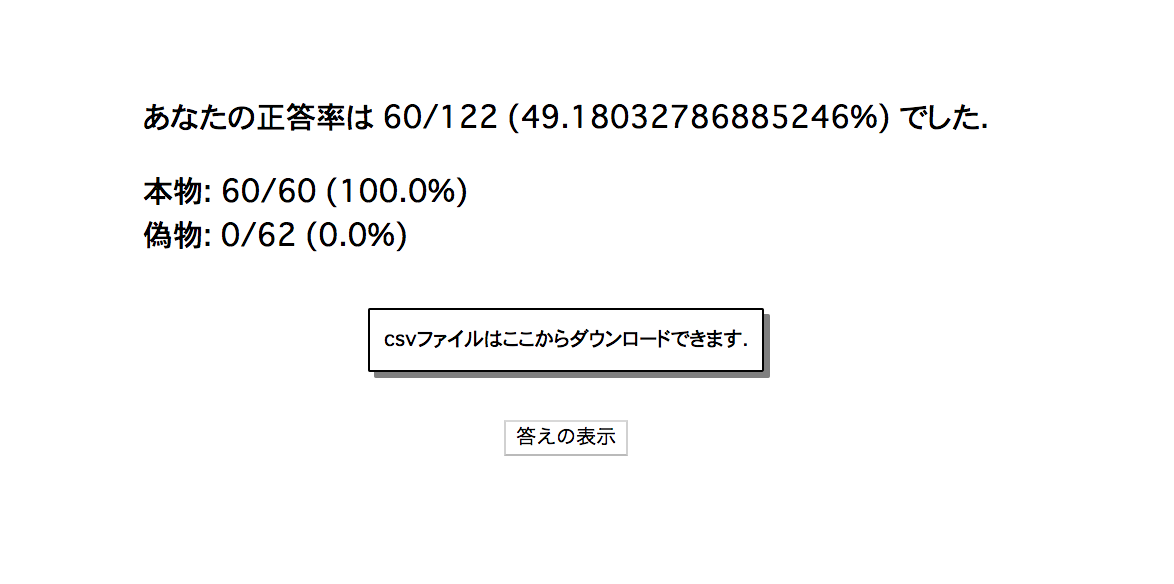 あなたの正答率は 60/122 (49.18032786885246%) でした.
本物: 60/60 (100.0%)
偽物: 0/62 (0.0%)
csvファイルはここからダウンロードできます.
答えの表示